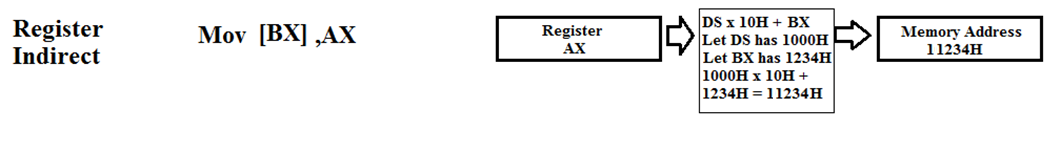 Register
Indirect
Mov [BX] ,AX
Register
AX
DS x 10H + BX
Let DS has 1000H
Let BX has 1234H
1000H x 10H +
1234H = 11234H
Memory Address
11234H